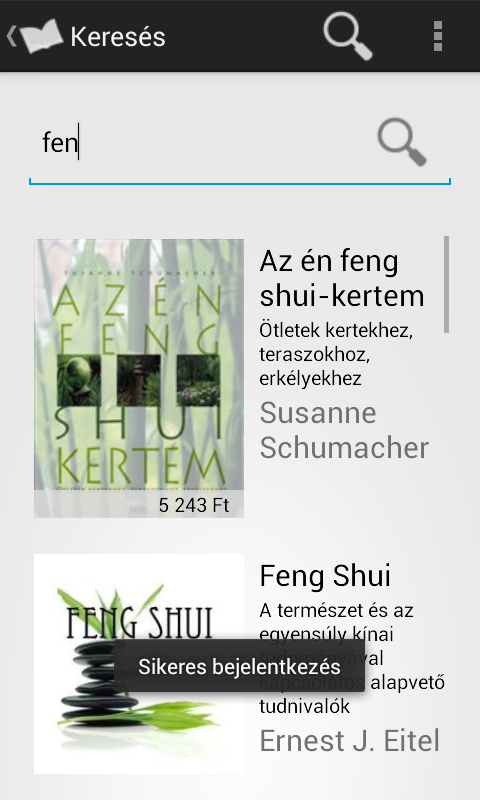 Keresés
fen
SUSANNE SCHUMACHER
AZ ÉN
FENG
SHUI
KERTEM
5 243 Ft
Az én feng
shui-kertem
Ötletek kertekhez,
teraszokhoz,
erkélyekhez
Susanne
Schumacher
FENG SHUI
Feng Shui
A természet és az
egyensúly kínai
tudományával
kapcsolatos alapvető
tudnivalók
Ernest J. Eitel
Sikeres bejelentkezés